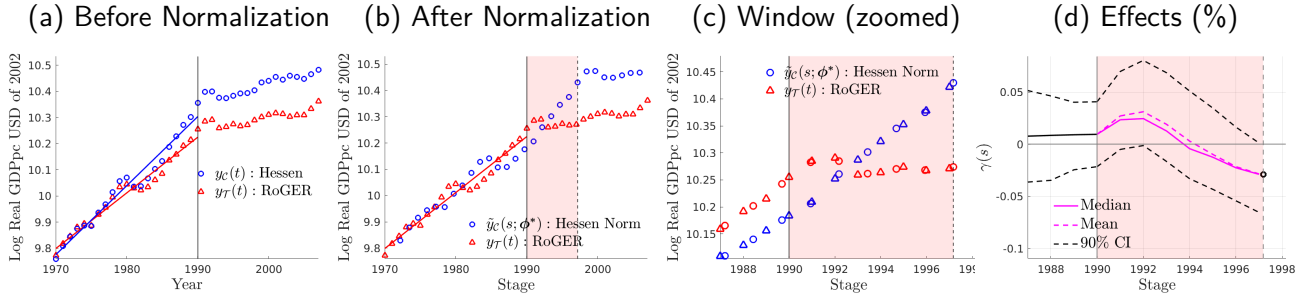 (a) Before Normalization
Log Real GDPpc USD of 2002
10.5
10.4
10.3
10.2
10.1
10
9.9
9.8
1970
1980
1990
2000
Year
y_C(t) : Hessen
y_T(t) : RoGER
(b) After Normalization
Log Real GDPpc USD of 2002
10.5
10.4
10.3
10.2
10.1
10
9.9
9.8
1970
1980
1990
2000
Stage
ỹ_C(s; ϕ*) : Hessen Norm
y_T(t) : RoGER
(c) Window (zoomed)
Log Real GDPpc USD of 2002
10.45
10.4
10.35
10.3
10.25
10.2
10.15
1988
1990
1992
1994
1996
199
Stage
ỹ_C(s; ϕ*) : Hessen Norm
y_T(t) : RoGER
(d) Effects (%)
γ(s)
0.05
0
-0.05
-0.1
1988
1990
1992
1994
1996
1998
Stage
Median
Mean
90% CI